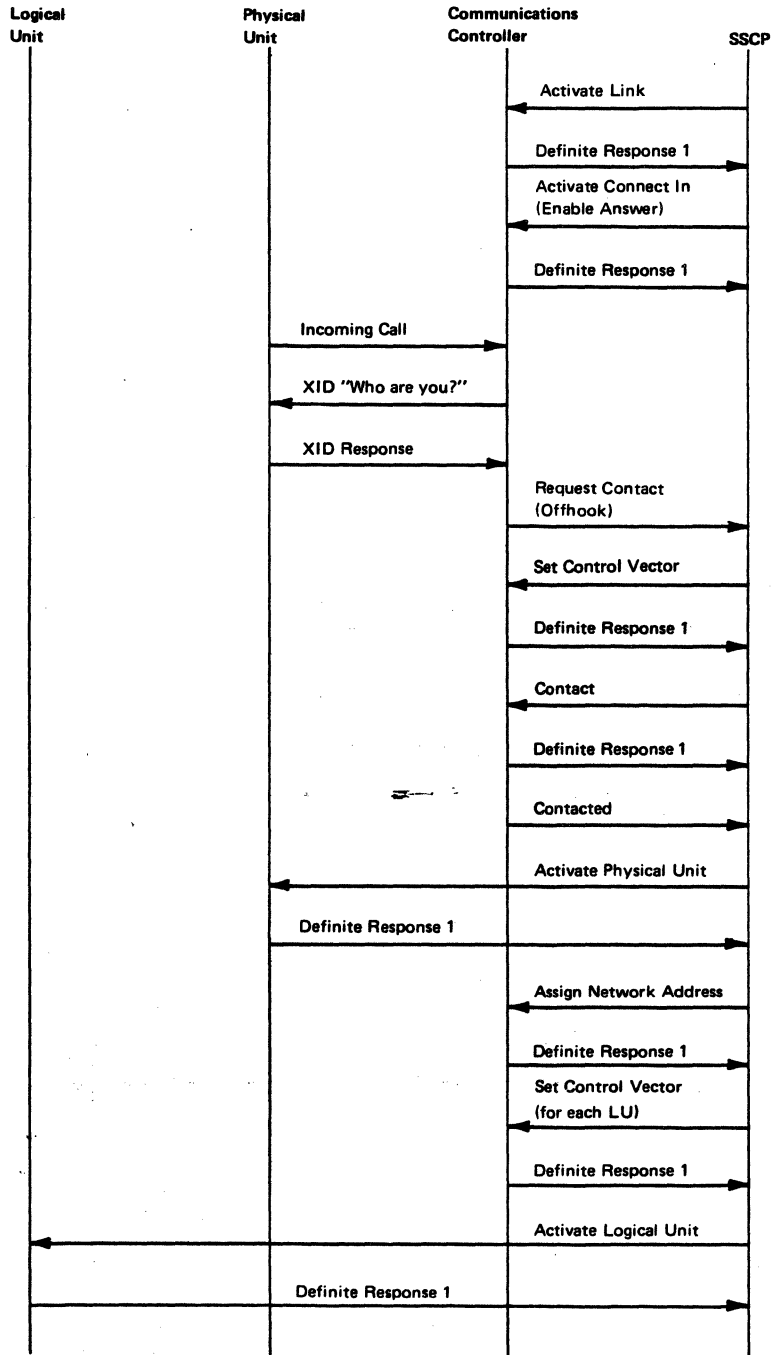 Logical
Unit
Physical
Unit
Communications
Controller
SSCP
Activate Link
Definite Response 1
Activate Connect In
(Enable Answer)
Definite Response 1
Incoming Call
XID "Who are you?"
XID Response
Request Contact
(Offhook)
Set Control Vector
Definite Response 1
Contact
Definite Response 1
Contacted
Activate Physical Unit
Definite Response 1
Assign Network Address
Definite Response 1
Set Control Vector
(for each LU)
Definite Response 1
Activate Logical Unit
Definite Response 1